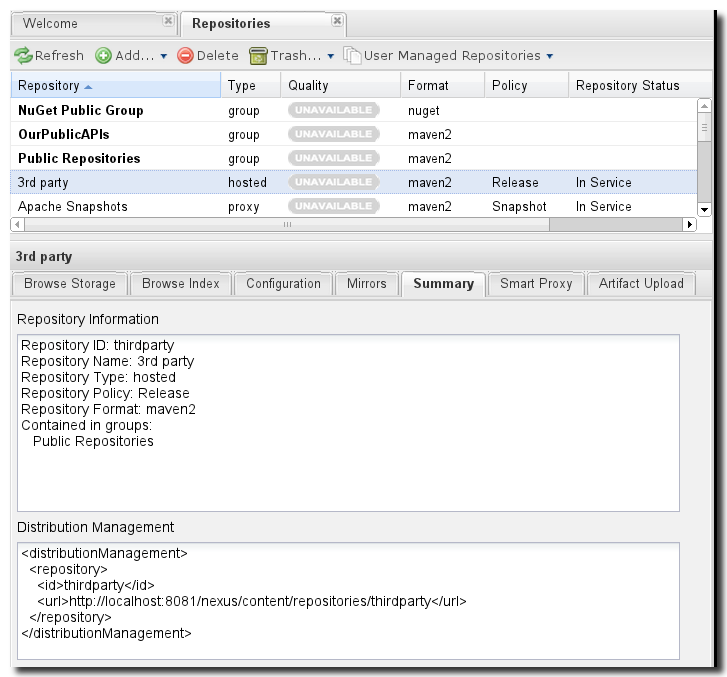 Welcome Repositories
Refresh Add... Delete Trash... User Managed Repositories
Repository Type Quality Format Policy Repository Status
NuGet Public Group group UNAVAILABLE nuget
OurPublicAPIs group UNAVAILABLE maven2
Public Repositories group UNAVAILABLE maven2
3rd party hosted UNAVAILABLE maven2 Release In Service
Apache Snapshots proxy UNAVAILABLE maven2 Snapshot In Service
3rd party
Browse Storage Browse Index Configuration Mirrors Summary Smart Proxy Artifact Upload
Repository Information
Repository ID: thirdparty
Repository Name: 3rd party
Repository Type: hosted
Repository Policy: Release
Repository Format: maven2
Contained in groups:
Public Repositories
Distribution Management
<distributionManagement>
<repository>
<id>thirdparty</id>
<url>http://localhost:8081/nexus/content/repositories/thirdparty</url>
</repository>
</distributionManagement>